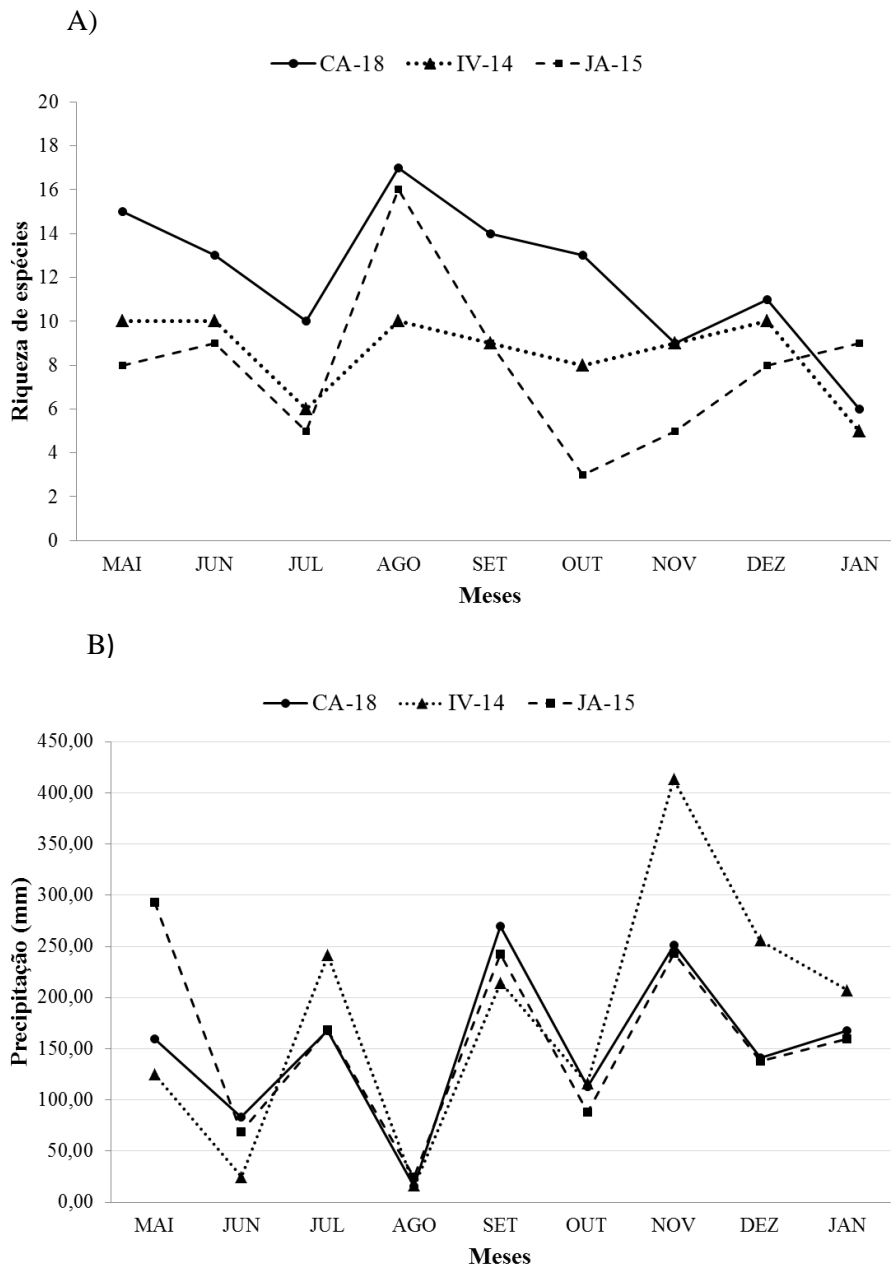 A)
CA-18 IV-14 JA-15
20
18
16
14
12
10
8
6
4
2
0
Riqueza de espécies
MAI JUN JUL AGO SET OUT NOV DEZ JAN
Meses
B)
CA-18 IV-14 JA-15
450,00
400,00
350,00
300,00
250,00
200,00
150,00
100,00
50,00
0,00
Precipitação (mm)
MAI JUN JUL AGO SET OUT NOV DEZ JAN
Meses